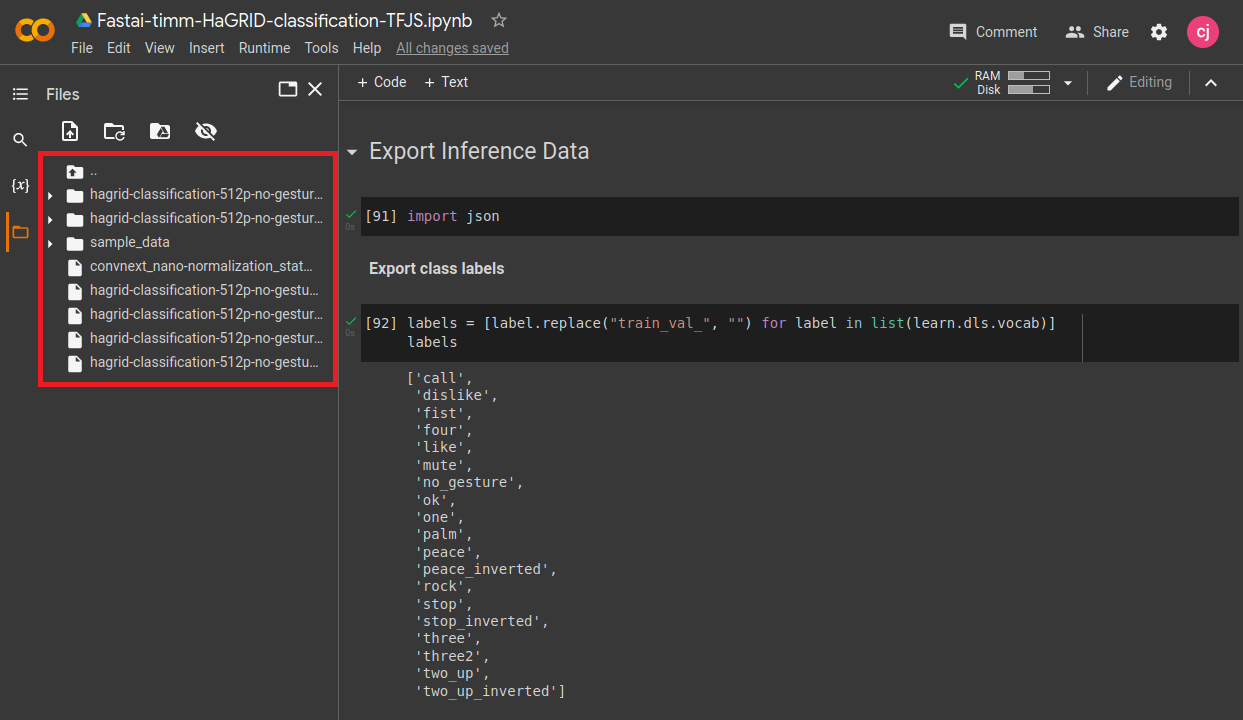 Fastai-timm-HaGRID-classification-TFJS.ipynb
File Edit View Insert Runtime Tools Help All changes saved
Comment Share cj
Files
+ Code + Text
RAM
Disk
Editing
{x}
..
hagrid-classification-512p-no-gestur...
hagrid-classification-512p-no-gestur...
sample_data
convnext_nano-normalization_stat...
hagrid-classification-512p-no-gestu...
hagrid-classification-512p-no-gestur...
hagrid-classification-512p-no-gestur...
hagrid-classification-512p-no-gestu...
Export Inference Data
[91] import json
0s
Export class labels
[92] labels = [label.replace("train_val_", "") for label in list(learn.dls.vocab)]
0s
labels
['call',
'dislike',
'fist',
'four',
'like',
'mute',
'no_gesture',
'ok',
'one',
'palm',
'peace',
'peace_inverted',
'rock',
'stop',
'stop_inverted',
'three',
'three2',
'two_up',
'two_up_inverted']